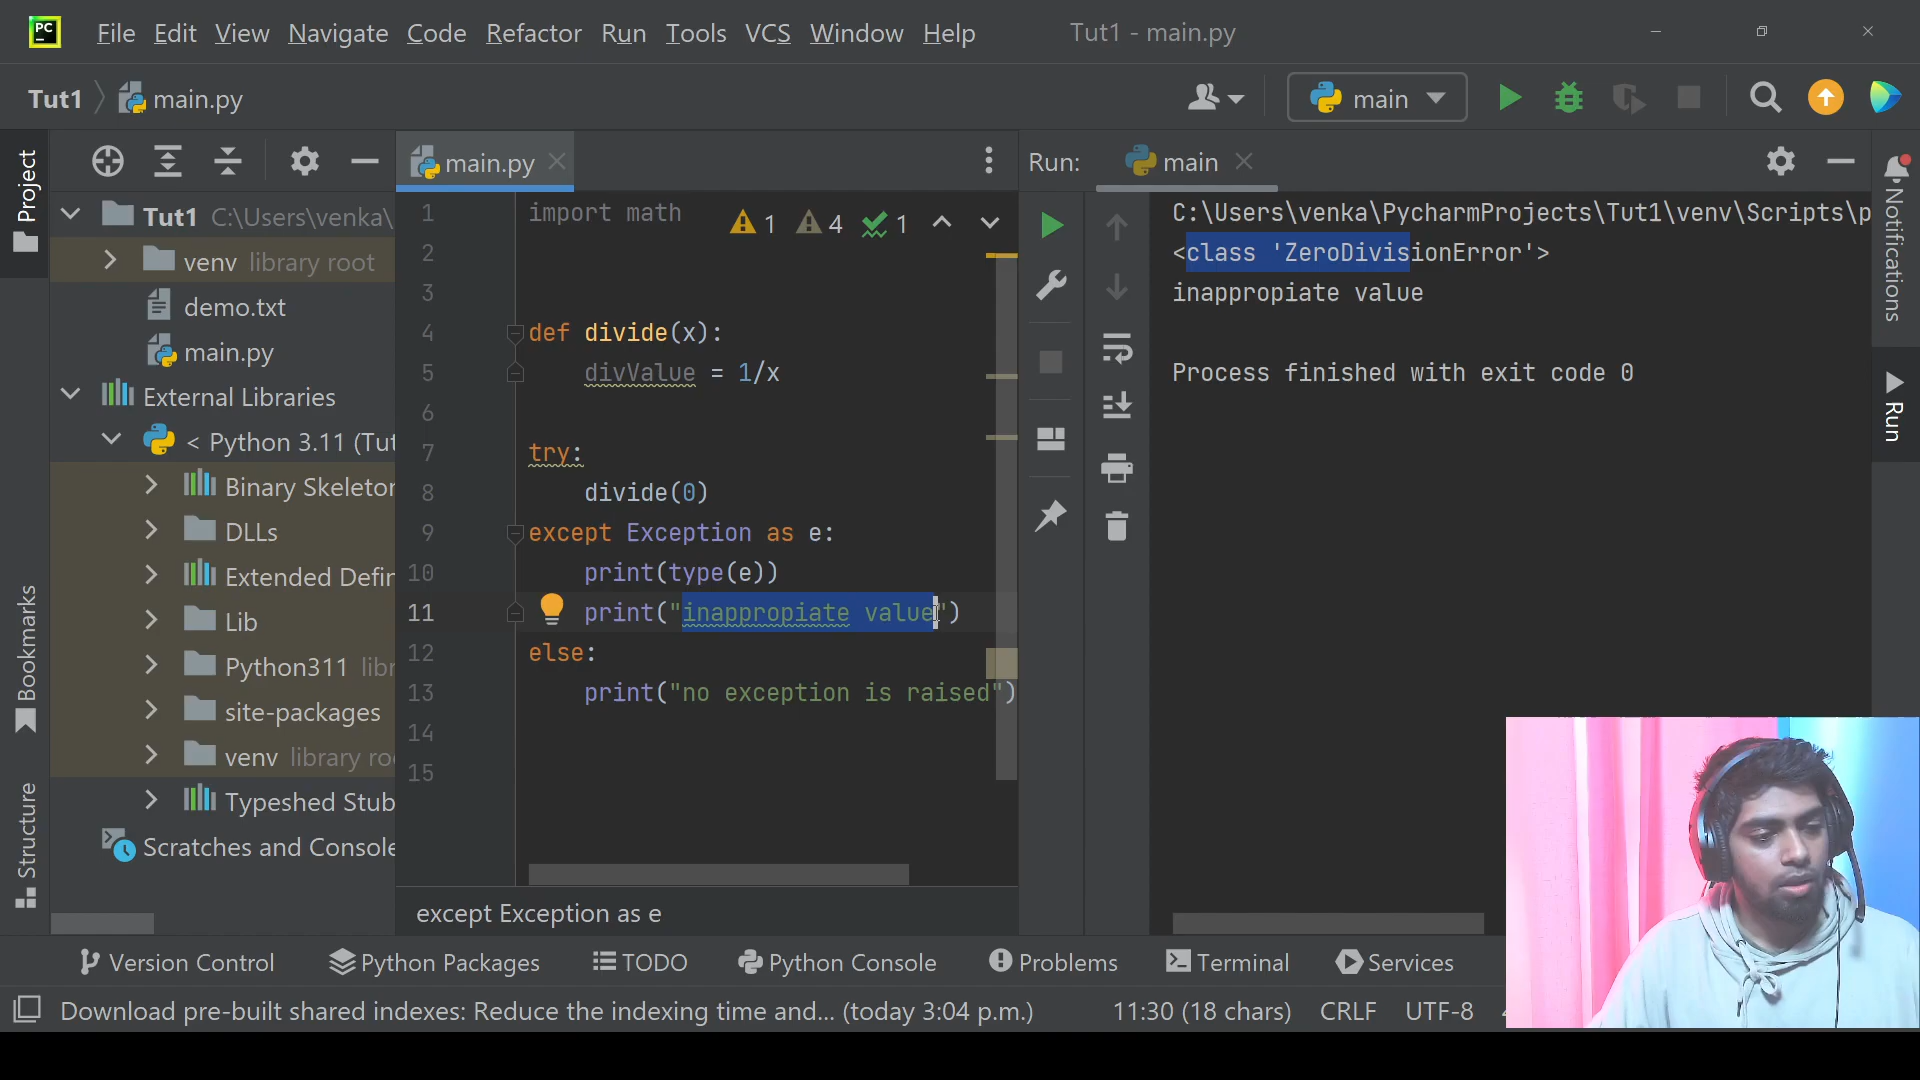 PC File Edit View Navigate Code Refactor Run Tools VCS Window Help Tut1 - main.py
Tut1 main.py main
Project
main.py
Run: main
Notifications
Run
Tut1 C:\Users\venka\
venv library root
demo.txt
main.py
External Libraries
< Python 3.11 (Tut
Binary Skeletor
DLLs
Extended Defir
Lib
Python311 libr
site-packages
venv library ro
Typeshed Stub
Scratches and Console
Bookmarks
Structure
1 import math
1 4 1
2
3
4 def divide(x):
5 divValue = 1/x
6
7 try:
8 divide(0)
9 except Exception as e:
10 print(type(e))
11 print("inappropiate value")
12 else:
13 print("no exception is raised")
14
15
except Exception as e
C:\Users\venka\PycharmProjects\Tut1\venv\Scripts\p
<class 'ZeroDivisionError'>
inappropiate value
Process finished with exit code 0
Version Control Python Packages TODO Python Console Problems Terminal Services
Download pre-built shared indexes: Reduce the indexing time and... (today 3:04 p.m.) 11:30 (18 chars) CRLF UTF-8